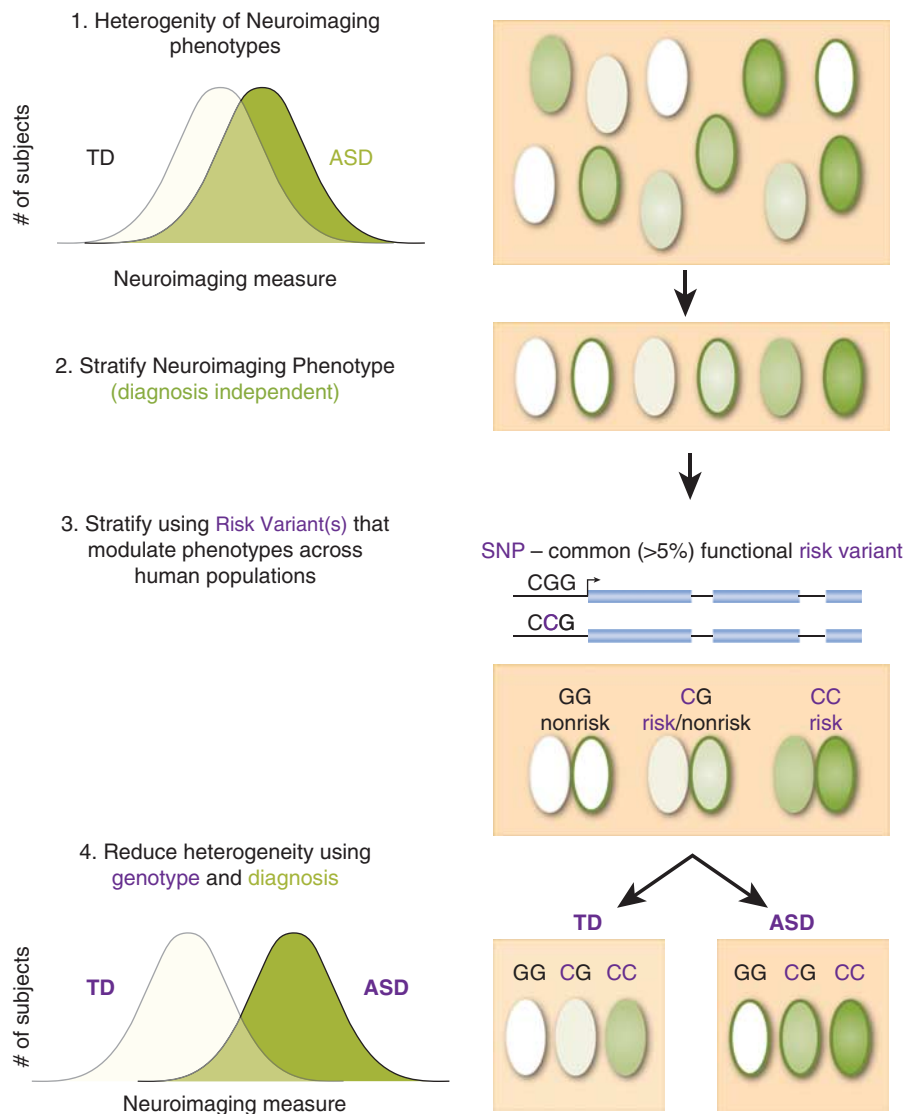 1. Heterogenity of Neuroimaging
phenotypes
# of subjects
TD
ASD
Neuroimaging measure
2. Stratify Neuroimaging Phenotype
(diagnosis independent)
3. Stratify using Risk Variant(s) that
modulate phenotypes across
human populations
SNP – common (>5%) functional risk variant
CGG
CCG
GG
nonrisk
CG
risk/nonrisk
CC
risk
4. Reduce heterogeneity using
genotype and diagnosis
# of subjects
TD
ASD
Neuroimaging measure
TD
GG CG CC
ASD
GG CG CC